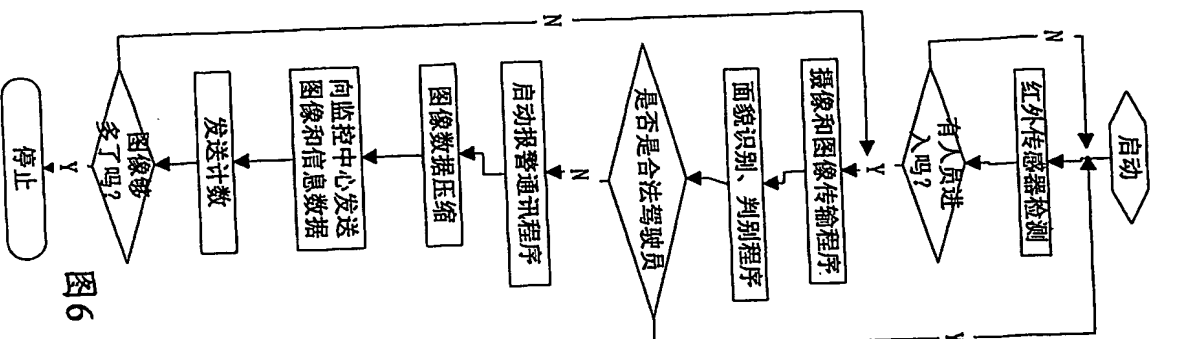 启动
红外传感器检测
有人员进
入吗?
N
Y
摄像和图像传输程序
面貌识别、判别程序
是否是合法驾驶员
Y
N
启动报警通讯程序
图像数据压缩
向监控中心发送
图像和信息数据
发送计数
图像够
多了吗?
N
Y
停止
图6